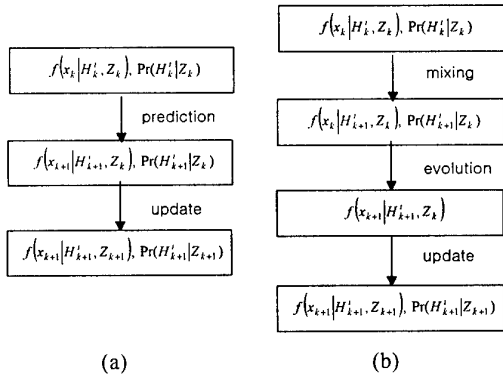 f(x_k|H_k^i, Z_k), Pr(H_k^i|Z_k)
prediction
f(x_{k+1}|H_{k+1}^i, Z_k), Pr(H_{k+1}^i|Z_k)
update
f(x_{k+1}|H_{k+1}^i, Z_{k+1}), Pr(H_{k+1}^i|Z_{k+1})
(a)
f(x_k|H_k^i, Z_k), Pr(H_k^i|Z_k)
mixing
f(x_k|H_{k+1}^i, Z_k), Pr(H_{k+1}^i|Z_k)
evolution
f(x_{k+1}|H_{k+1}^i, Z_k)
update
f(x_{k+1}|H_{k+1}^i, Z_{k+1}), Pr(H_{k+1}^i|Z_{k+1})
(b)